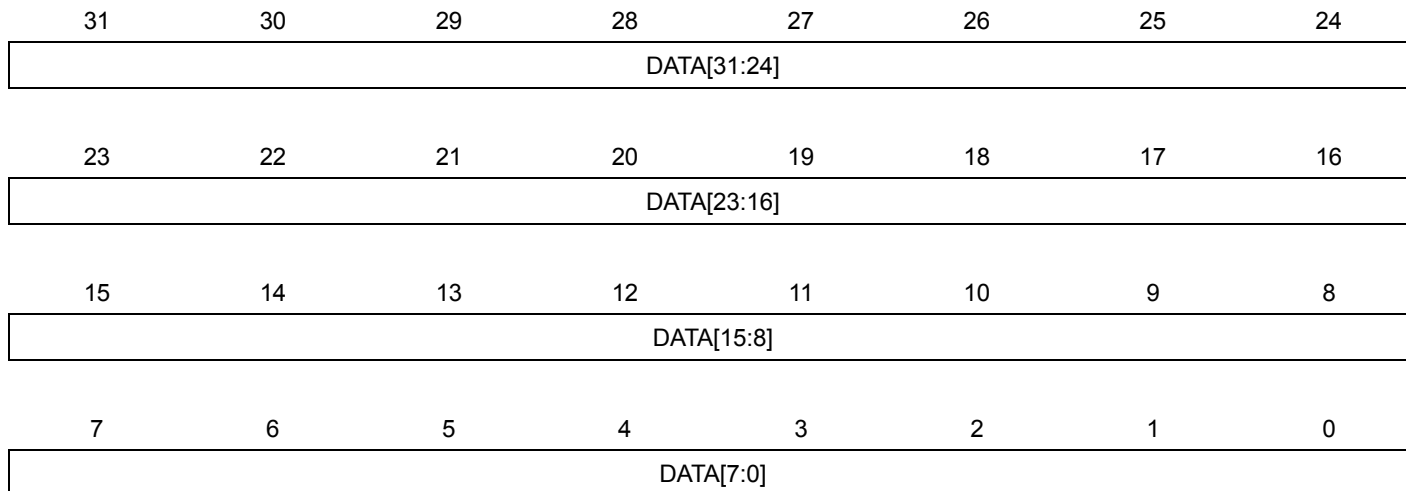 31 30 29 28 27 26 25 24
DATA[31:24]
23 22 21 20 19 18 17 16
DATA[23:16]
15 14 13 12 11 10 9 8
DATA[15:8]
7 6 5 4 3 2 1 0
DATA[7:0]